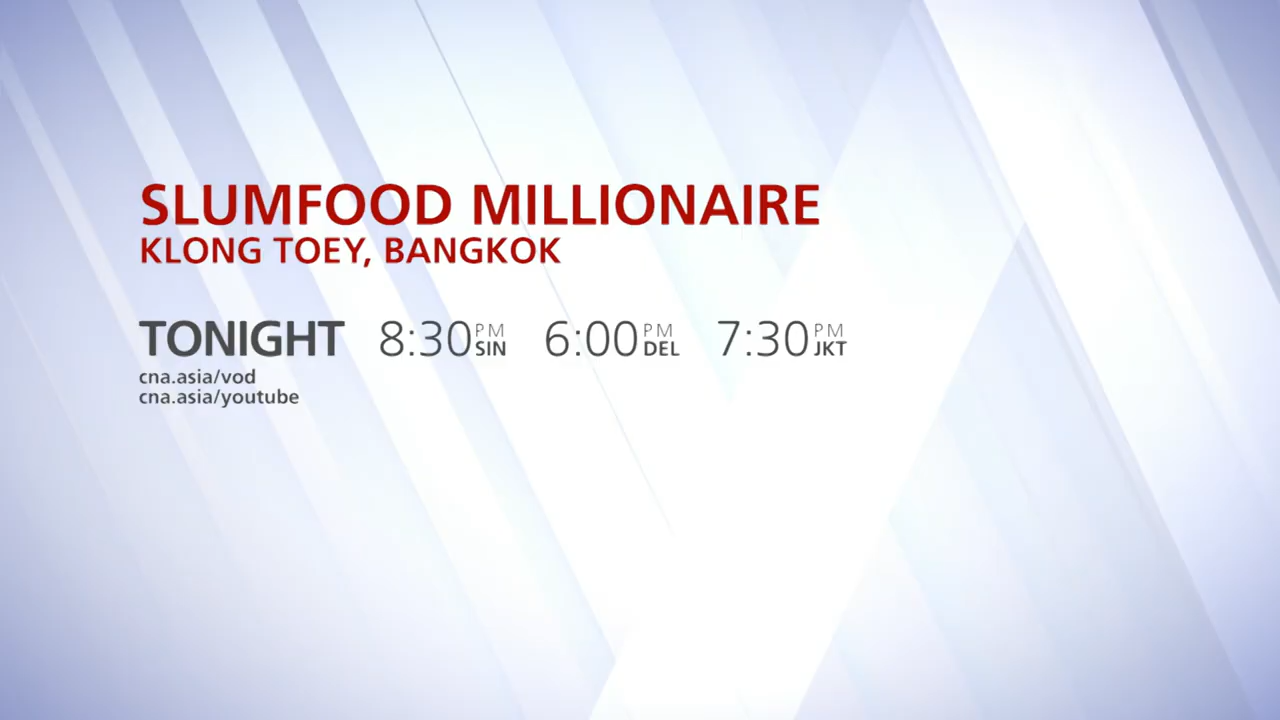 SLUMFOOD MILLIONAIRE
KLONG TOEY, BANGKOK
TONIGHT 8:30PM SIN 6:00PM DEL 7:30PM JKT
cna.asia/vod
cna.asia/youtube